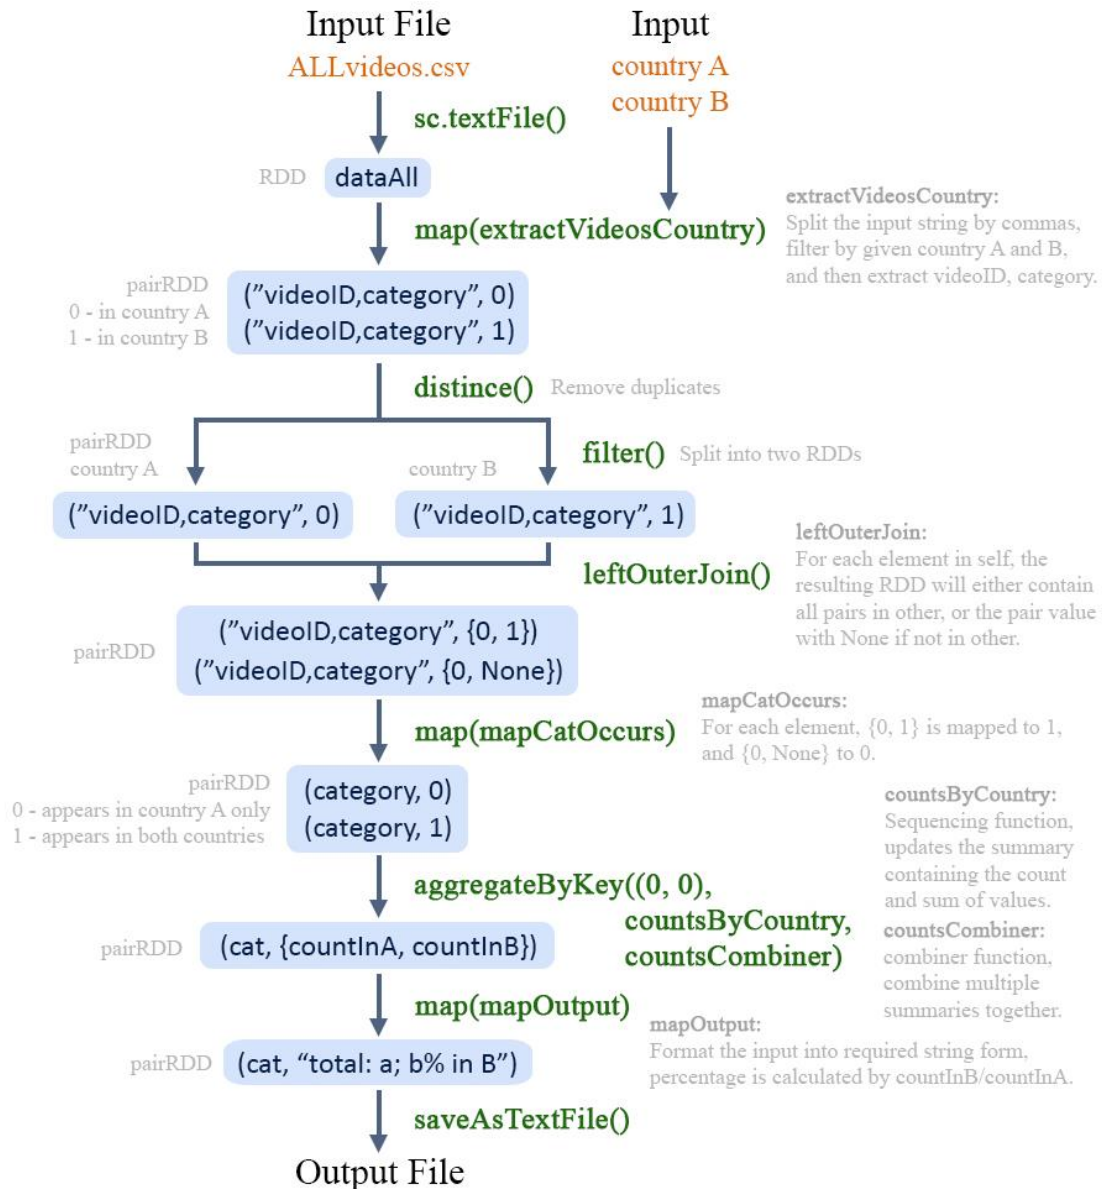 Input File
ALLvideos.csv
Input
country A
country B
sc.textFile()
RDD
dataAll
map(extractVideosCountry)
extractVideosCountry:
Split the input string by commas,
filter by given country A and B,
and then extract videoID, category.
pairRDD
0 - in country A
1 - in country B
(”videoID,category”, 0)
(”videoID,category”, 1)
distince()
Remove duplicates
pairRDD
country A
country B
filter()
Split into two RDDs
(”videoID,category”, 0)
(”videoID,category”, 1)
leftOuterJoin()
leftOuterJoin:
For each element in self, the
resulting RDD will either contain
all pairs in other, or the pair value
with None if not in other.
pairRDD
(”videoID,category”, {0, 1})
(”videoID,category”, {0, None})
map(mapCatOccurs)
mapCatOccurs:
For each element, {0, 1} is mapped to 1,
and {0, None} to 0.
pairRDD
0 - appears in country A only
1 - appears in both countries
(category, 0)
(category, 1)
aggregateByKey((0, 0),
countsByCountry,
countsCombiner)
countsByCountry:
Sequencing function,
updates the summary
containing the count
and sum of values.
countsCombiner:
combiner function,
combine multiple
summaries together.
pairRDD
(cat, {countInA, countInB})
map(mapOutput)
mapOutput:
Format the input into required string form,
percentage is calculated by countInB/countInA.
pairRDD
(cat, “total: a; b% in B”)
saveAsTextFile()
Output File